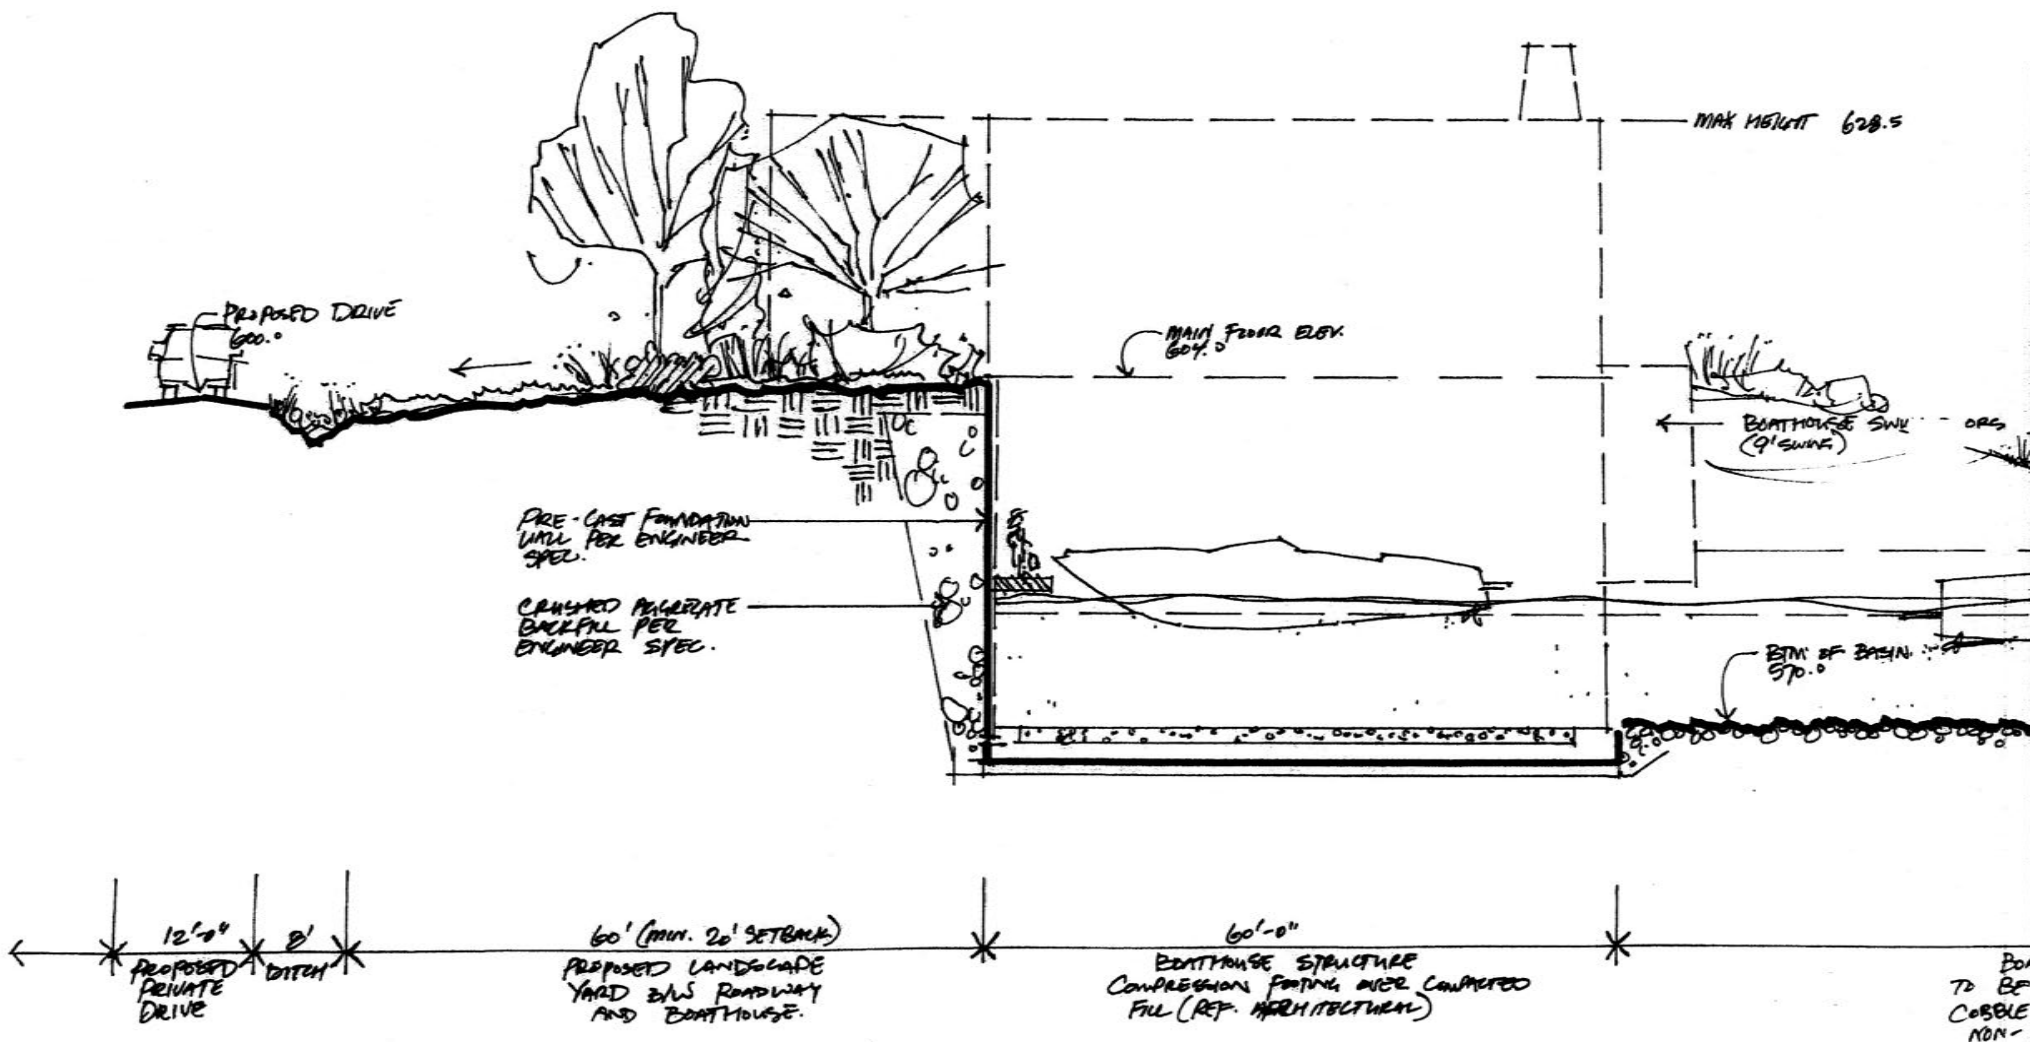 MAX HEIGHT 628.5
PROPOSED DRIVE
600.0
MAIN FLOOR ELEV.
604.0
BOATHOUSE SW ORS
(9' SWING)
PRE-CAST FOUNDATION
WALL PER ENGINEER
SPEC.
CRUSHED AGGREGATE
BACKFILL PER
ENGINEER SPEC.
BTM OF BASIN
570.0
12'-0"
PROPOSED
PRIVATE
DRIVE
8'
DITCH
60' (MIN. 20' SETBACK)
PROPOSED LANDSCAPE
YARD B/W ROADWAY
AND BOATHOUSE.
60'-0"
BOATHOUSE STRUCTURE
COMPRESSION FOOTING OVER COMPACTED
FILL (REF. ARCHITECTURAL)
BOA
TO BE
COBBLE
NON-